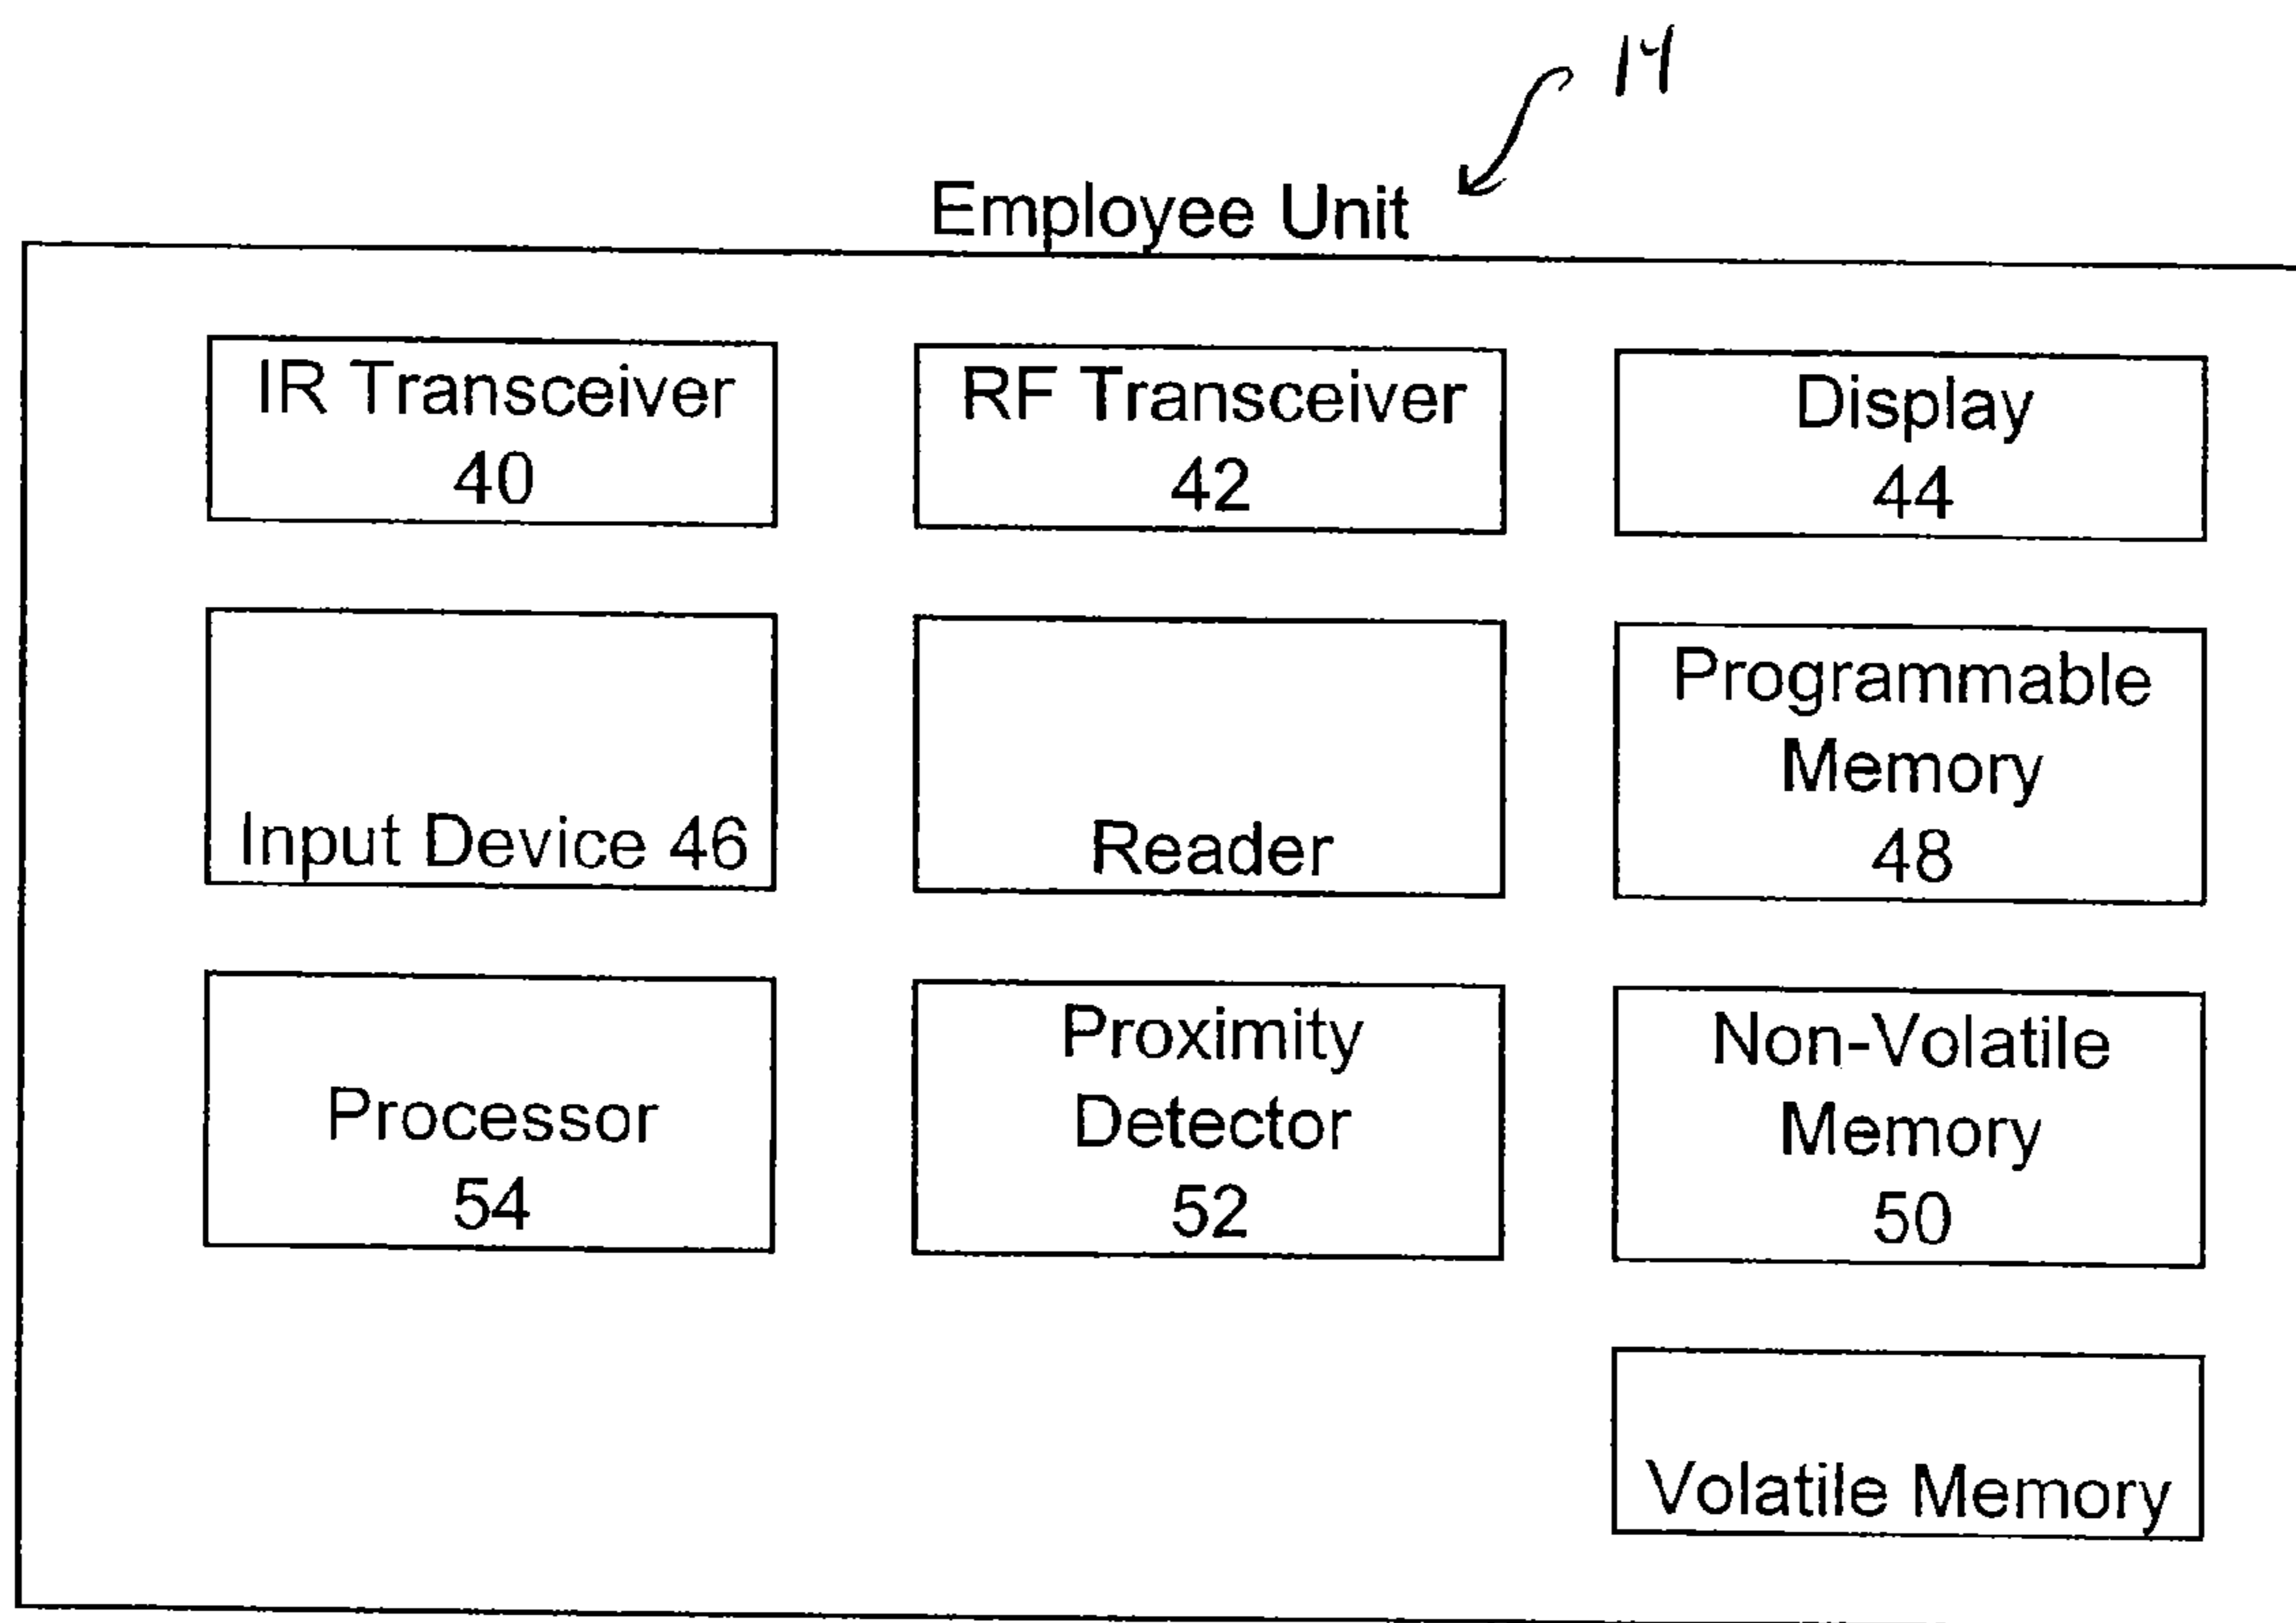 14
Employee Unit
IR Transceiver
40
RF Transceiver
42
Display
44
Input Device 46
Reader
Programmable
Memory
48
Processor
54
Proximity
Detector
52
Non-Volatile
Memory
50
Volatile Memory